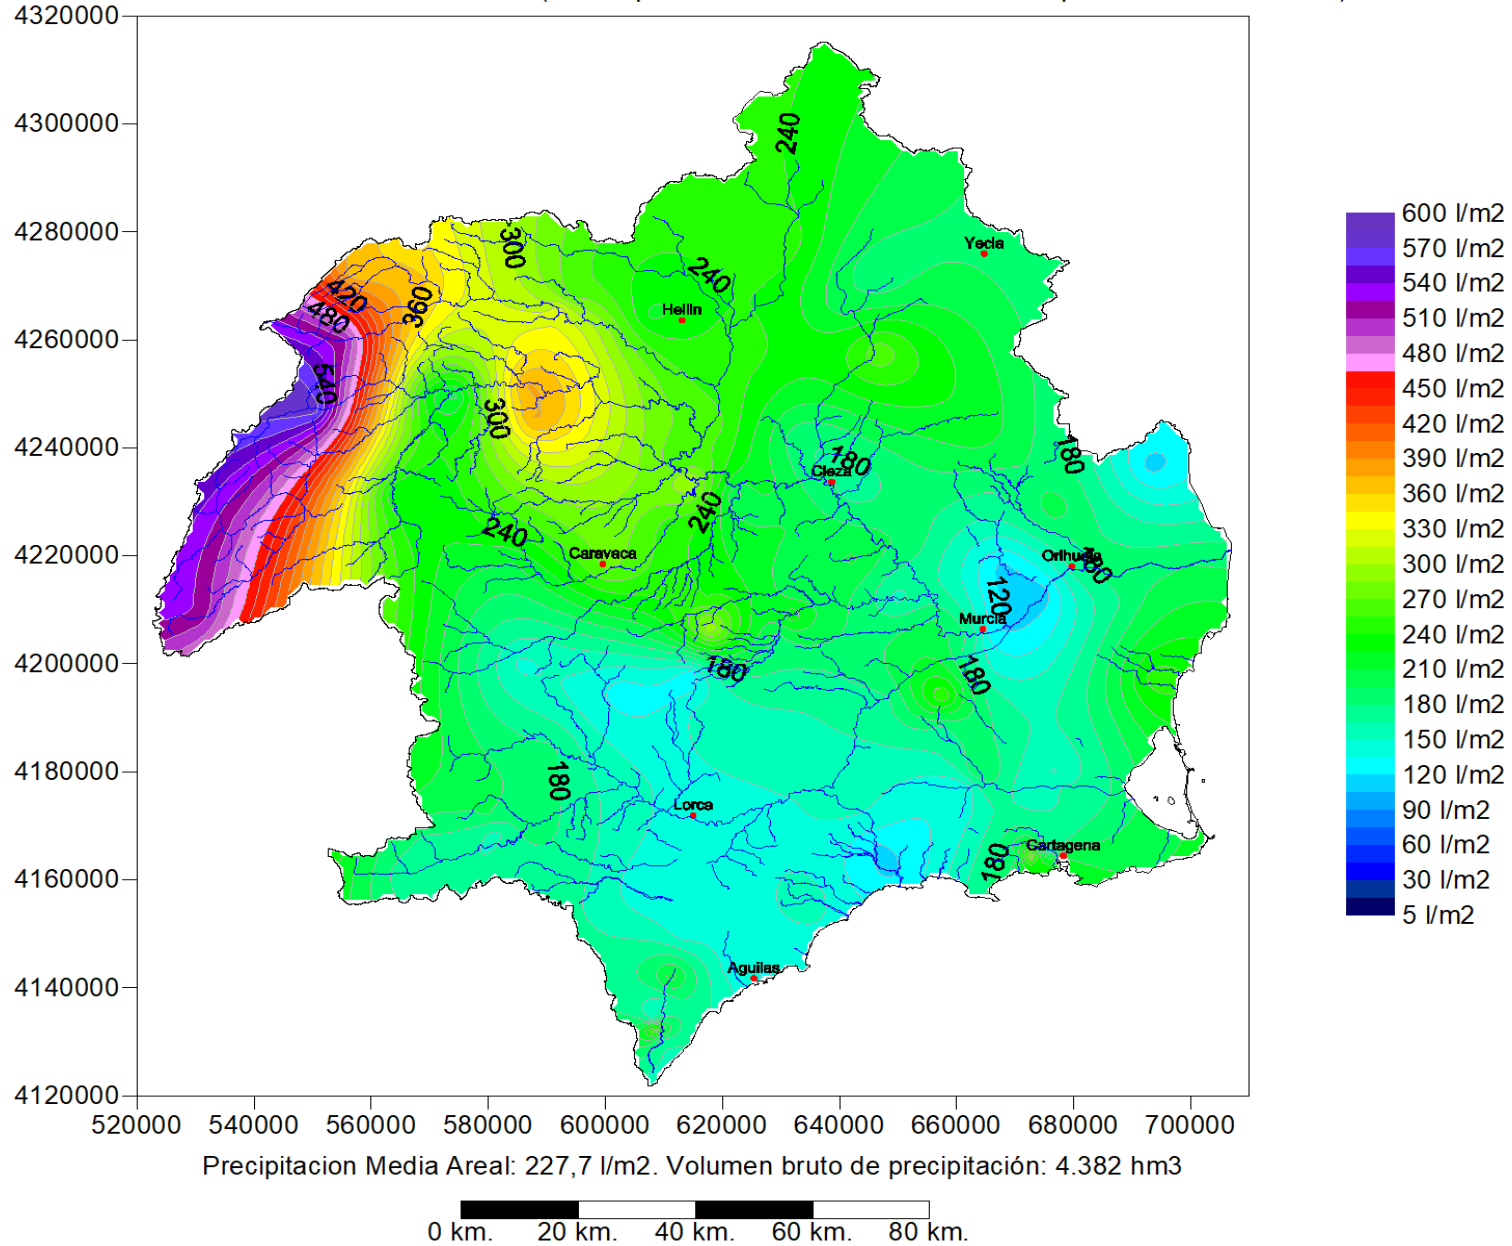 4320000
4300000
4280000
4260000
4240000
4220000
4200000
4180000
4160000
4140000
4120000
520000 540000 560000 580000 600000 620000 640000 660000 680000 700000
240
Yecla
300
240
420
360
480
Hellin
540
300
180
180
Cieza
240
240
Caravaca
Orihuela
180
120
Murcia
180
180
180
Lorca
180
Cartagena
Aguilas
600 l/m2
570 l/m2
540 l/m2
510 l/m2
480 l/m2
450 l/m2
420 l/m2
390 l/m2
360 l/m2
330 l/m2
300 l/m2
270 l/m2
240 l/m2
210 l/m2
180 l/m2
150 l/m2
120 l/m2
90 l/m2
60 l/m2
30 l/m2
5 l/m2
Precipitacion Media Areal: 227,7 l/m2. Volumen bruto de precipitación: 4.382 hm3
0 km. 20 km. 40 km. 60 km. 80 km.